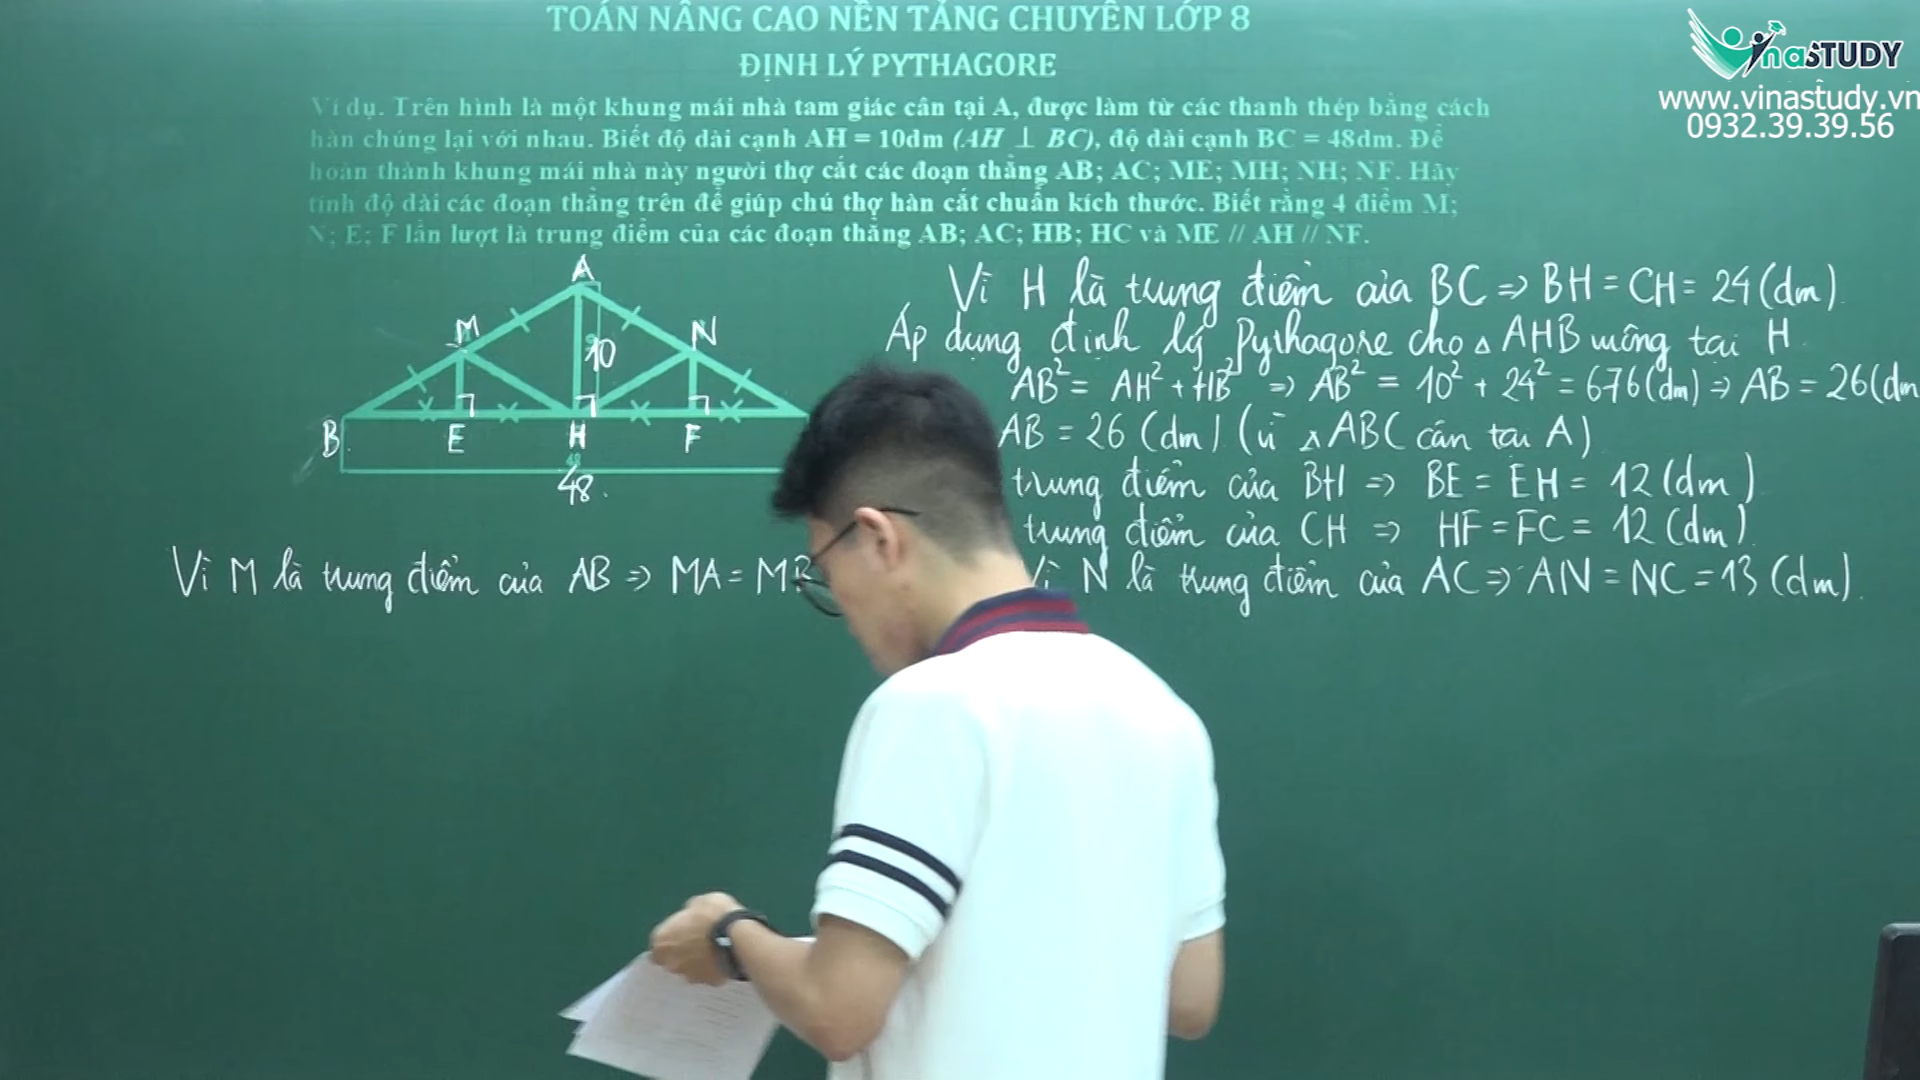 TOÁN NÂNG CAO NỀN TẢNG CHUYÊN LỚP 8
ĐỊNH LÝ PYTHAGORE
VinaSTUDY
www.vinastudy.vn
0932.39.39.56
Ví dụ. Trên hình là một khung mái nhà tam giác cân tại A, được làm từ các thanh thép bằng cách
hàn chúng lại với nhau. Biết độ dài cạnh AH = 10dm (AH ⊥ BC), độ dài cạnh BC = 48dm. Để
hoàn thành khung mái nhà này người thợ cắt các đoạn thẳng AB; AC; ME; MH; NH; NF. Hãy
tính độ dài các đoạn thẳng trên để giúp chú thợ hàn cắt chuẩn kích thước. Biết rằng 4 điểm M;
N; E; F lần lượt là trung điểm của các đoạn thẳng AB; AC; HB; HC và ME // AH // NF.
A
M N
10
B E H F
48
48.
Vì H là trung điểm của BC => BH = CH = 24 (dm)
Áp dụng định lý Pythagore cho △ AHB vuông tại H
AB² = AH² + HB² => AB² = 10² + 24² = 676 (dm) => AB = 26 (dm
AB = 26 (dm) (vì △ ABC cân tại A)
trung điểm của BH => BE = EH = 12 (dm)
trung điểm của CH => HF = FC = 12 (dm).
Vì M là trung điểm của AB => MA = MB
Vì N là trung điểm của AC => AN = NC = 13 (dm).